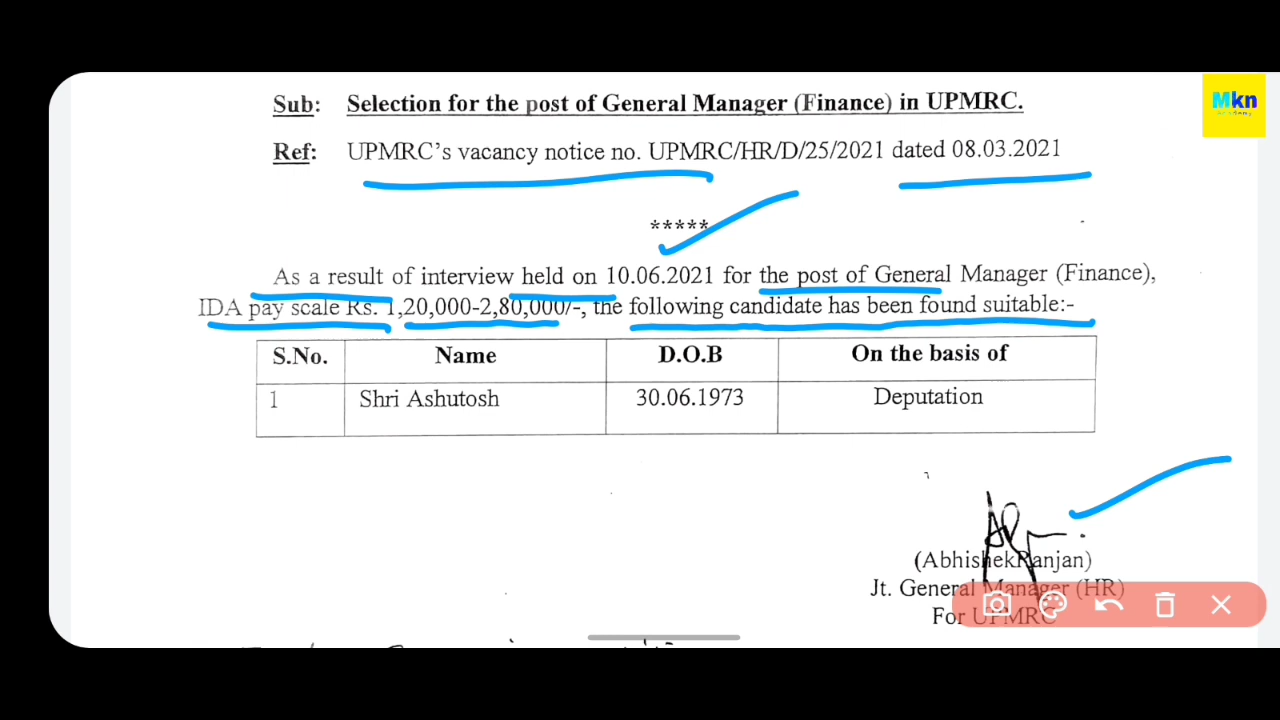 Mkn
Academy
Sub: Selection for the post of General Manager (Finance) in UPMRC.
Ref: UPMRC's vacancy notice no. UPMRC/HR/D/25/2021 dated 08.03.2021
*****
As a result of interview held on 10.06.2021 for the post of General Manager (Finance),
IDA pay scale Rs. 1,20,000-2,80,000/-, the following candidate has been found suitable:-
S.No. Name D.O.B On the basis of
1 Shri Ashutosh 30.06.1973 Deputation
(Abhishek Ranjan)
Jt. General Manager (HR)
For UPMRC